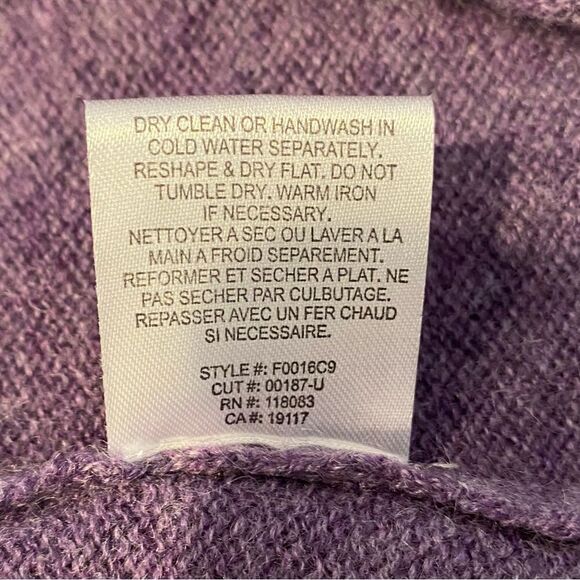 DRY CLEAN OR HANDWASH IN
COLD WATER SEPARATELY.
RESHAPE & DRY FLAT. DO NOT
TUMBLE DRY. WARM IRON
IF NECESSARY.
NETTOYER A SEC OU LAVER A LA
MAIN A FROID SEPAREMENT.
REFORMER ET SECHER A PLAT. NE
PAS SECHER PAR CULBUTAGE.
REPASSER AVEC UN FER CHAUD
SI NECESSAIRE.
STYLE #: F0016C9
CUT #: 00187-U
RN #: 118083
CA #: 19117